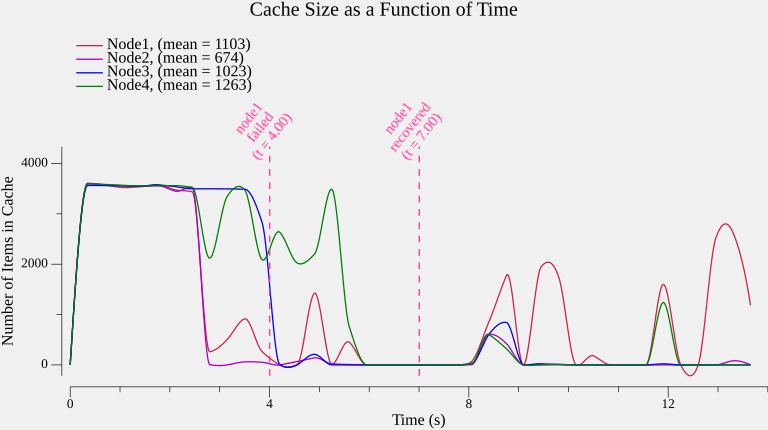 Cache Size as a Function of Time
Node1, (mean = 1103)
Node2, (mean = 674)
Node3, (mean = 1023)
Node4, (mean = 1263)
node1
failed
(t = 4.00)
node1
recovered
(t = 7.00)
Number of Items in Cache
4000
2000
0
0
4
8
12
Time (s)